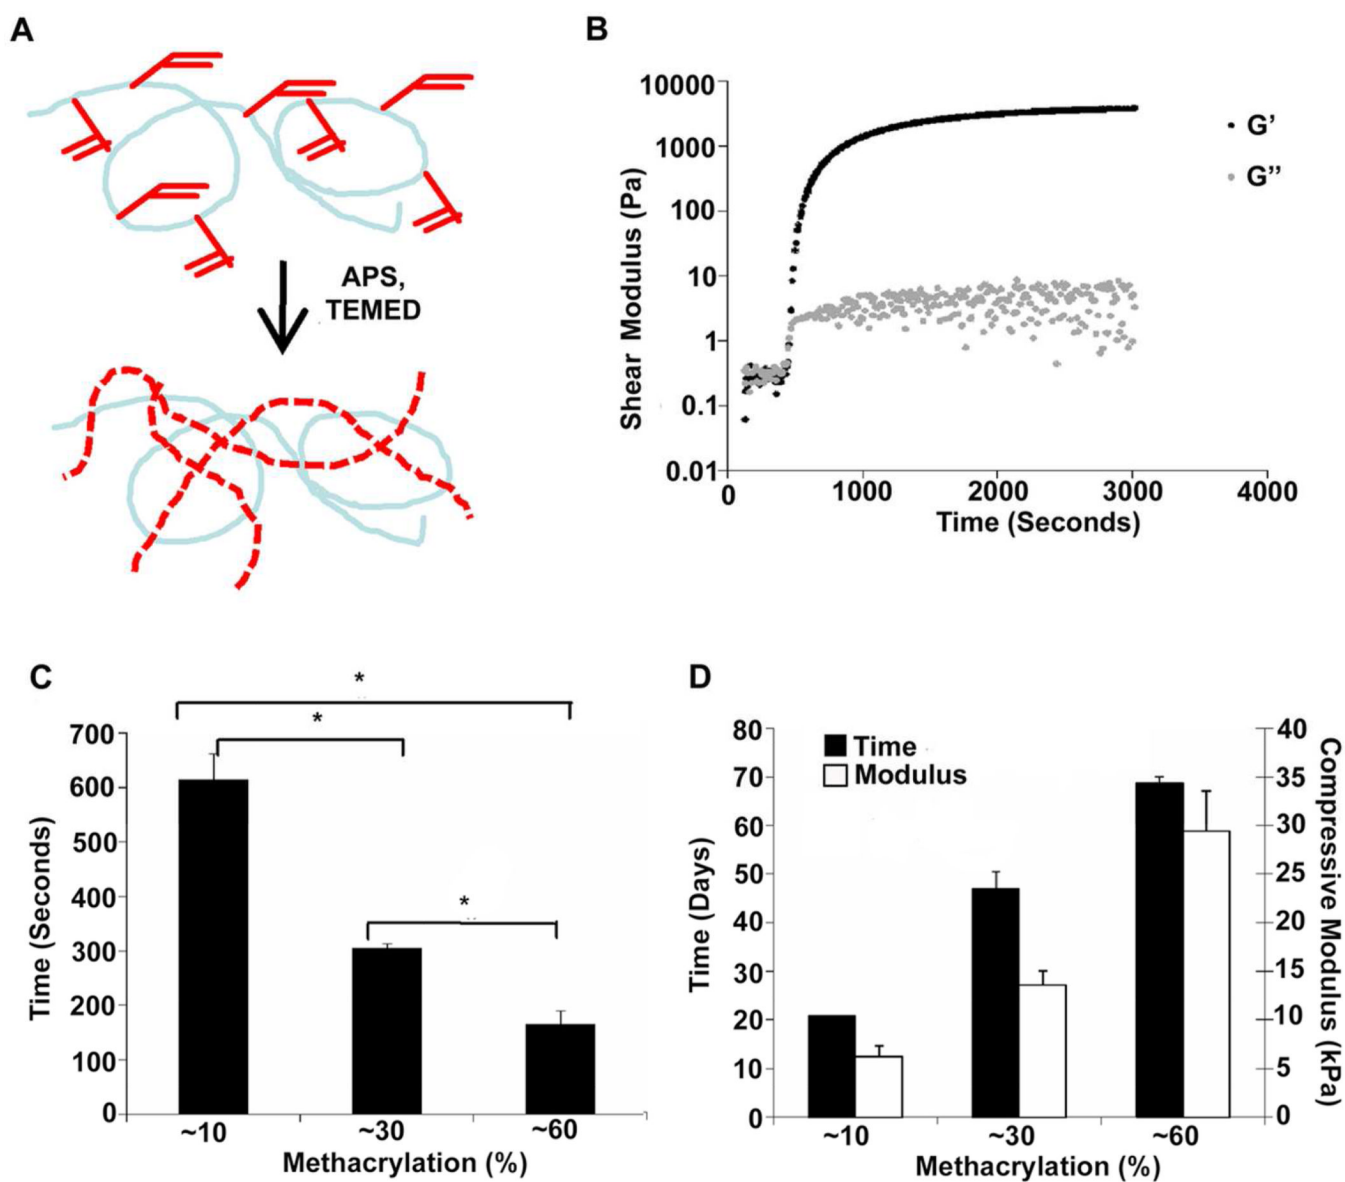 A
APS,
TEMED
B
10000
1000
100
10
1
0.1
0.01
Shear Modulus (Pa)
0
1000
2000
3000
4000
Time (Seconds)
G’
G”
C
*
*
*
700
600
500
400
300
200
100
0
Time (Seconds)
~10
~30
~60
Methacrylation (%)
D
Time
Modulus
80
70
60
50
40
30
20
10
0
Time (Days)
40
35
30
25
20
15
10
5
0
Compressive Modulus (kPa)
~10
~30
~60
Methacrylation (%)